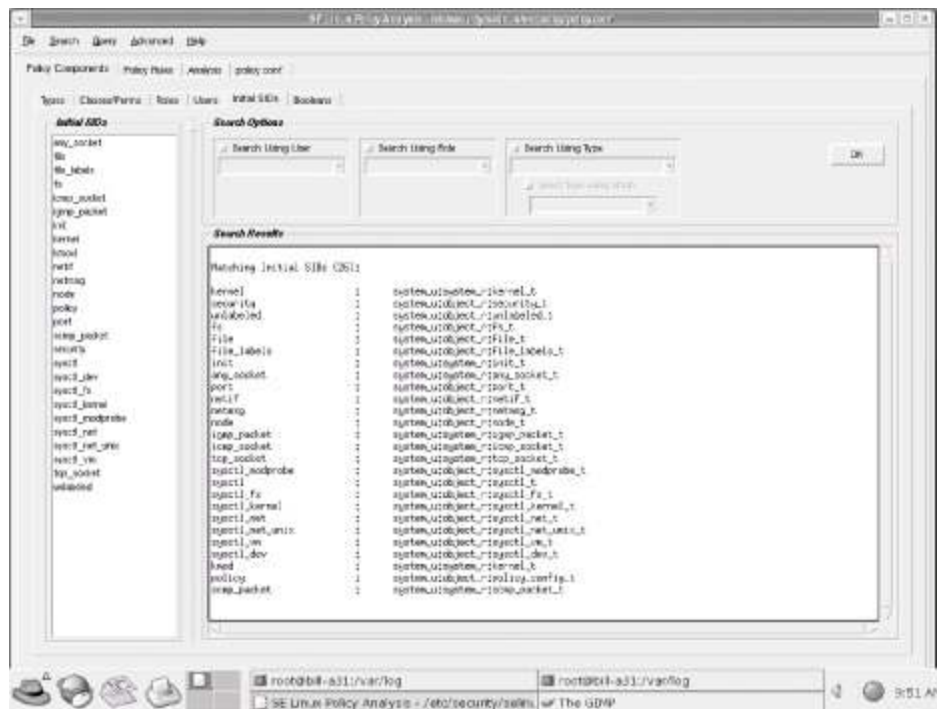 File Search Query Advanced Help
Policy Components Policy Rules Analysis policy.conf
Types Classes/Perms Roles Users Initial SIDs Booleans
Initial SIDs
any_socket
file
file_labels
fs
icmp_socket
igmp_packet
init
kernel
kmod
netif
netmsg
node
policy
port
scmp_packet
security
sysctl
sysctl_dev
sysctl_fs
sysctl_kernel
sysctl_modprobe
sysctl_net
sysctl_net_unix
sysctl_vm
tcp_socket
unlabeled
Search Options
Search Using User Search Using Role Search Using Type
OK
Search Results
Matching Initial SIDs (26):
kernel : system_u:system_r:kernel_t
security : system_u:object_r:security_t
unlabeled : system_u:object_r:unlabeled_t
fs : system_u:object_r:fs_t
file : system_u:object_r:file_t
file_labels : system_u:object_r:file_labels_t
init : system_u:system_r:init_t
any_socket : system_u:system_r:any_socket_t
port : system_u:object_r:port_t
netif : system_u:object_r:netif_t
netmsg : system_u:object_r:netmsg_t
node : system_u:object_r:node_t
igmp_packet : system_u:system_r:igmp_packet_t
icmp_socket : system_u:system_r:icmp_socket_t
tcp_socket : system_u:system_r:tcp_socket_t
sysctl_modprobe : system_u:object_r:sysctl_modprobe_t
sysctl : system_u:object_r:sysctl_t
sysctl_fs : system_u:object_r:sysctl_fs_t
sysctl_kernel : system_u:object_r:sysctl_kernel_t
sysctl_net : system_u:object_r:sysctl_net_t
sysctl_net_unix : system_u:object_r:sysctl_net_unix_t
sysctl_vm : system_u:object_r:sysctl_vm_t
sysctl_dev : system_u:object_r:sysctl_dev_t
kmod : system_u:system_r:kernel_t
policy : system_u:object_r:policy_config_t
scmp_packet : system_u:system_r:scmp_packet_t
root@bill-a31:/var/log root@bill-a31:/var/log
SE Linux Policy Analysis - /etc/security/selinu The GIMP
9:51 AM